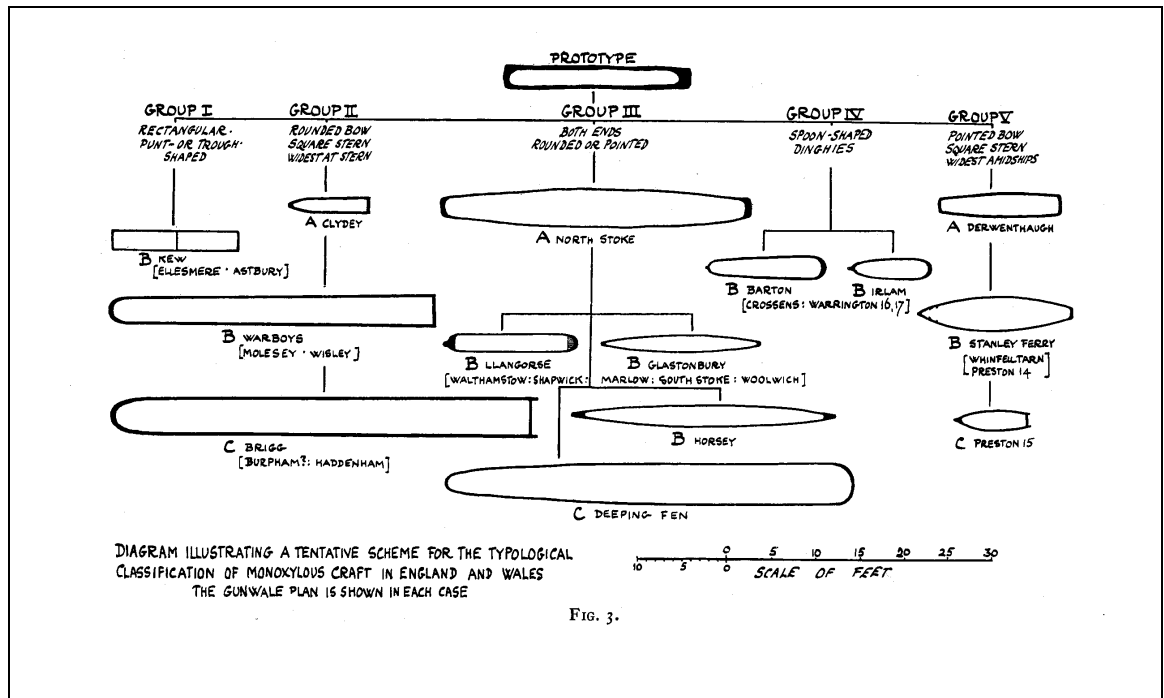 PROTOTYPE
GROUP I
RECTANGULAR.
PUNT- OR TROUGH-
SHAPED
GROUP II
ROUNDED BOW
SQUARE STERN
WIDEST AT STERN
GROUP III
BOTH ENDS
ROUNDED OR POINTED
GROUP IV
SPOON-SHAPED
DINGHIES
GROUP V
POINTED BOW
SQUARE STERN
WIDEST AMIDSHIPS
A CLYDEY
A NORTH STOKE
A DERWENTHAUGH
B KEW
[ELLESMERE · ASTBURY]
B BARTON
B IRLAM
[CROSSENS: WARRINGTON 16, 17]
B WARBOYS
[MOLESEY · WISLEY]
B LLANGORSE
B GLASTONBURY
[WALTHAMSTOW: SHAPWICK: MARLOW: SOUTH STOKE: WOOLWICH]
B STANLEY FERRY
[WHINFELL TARN
PRESTON 14]
B HORSEY
C BRIGG
[BURPHAM?: HADDENHAM]
C PRESTON 15
C DEEPING FEN
DIAGRAM ILLUSTRATING A TENTATIVE SCHEME FOR THE TYPOLOGICAL
CLASSIFICATION OF MONOXYLOUS CRAFT IN ENGLAND AND WALES
THE GUNWALE PLAN IS SHOWN IN EACH CASE
0 5 10 15 20 25 30
10 5 0 SCALE OF FEET
FIG. 3.